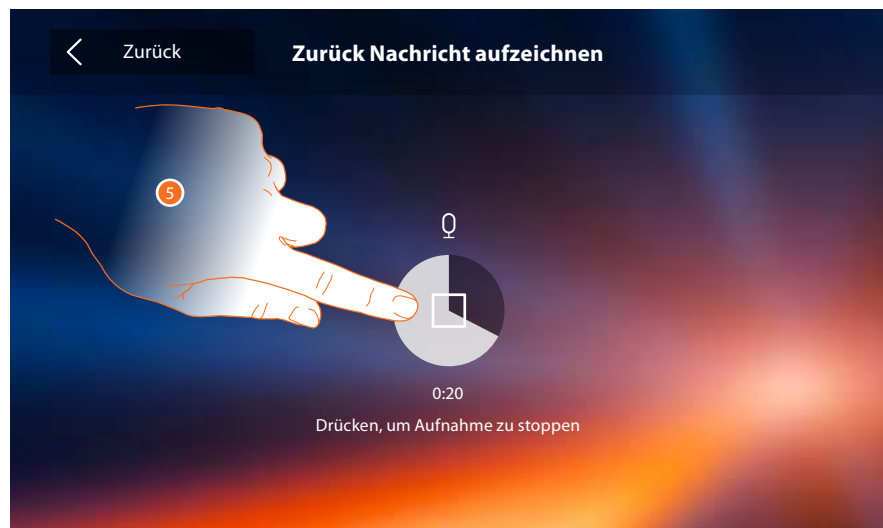 Zurück
Zurück Nachricht aufzeichnen
5
0:20
Drücken, um Aufnahme zu stoppen